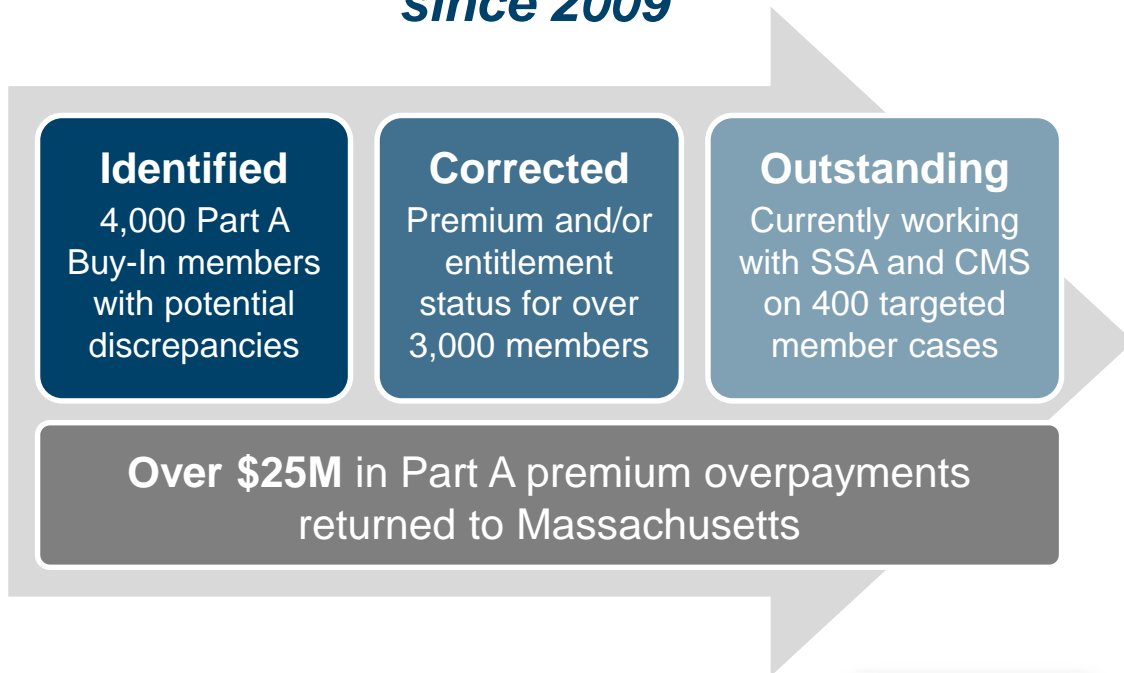 since 2009
Identified
4,000 Part A
Buy-In members
with potential
discrepancies
Corrected
Premium and/or
entitlement
status for over
3,000 members
Outstanding
Currently working
with SSA and CMS
on 400 targeted
member cases
Over $25M in Part A premium overpayments
returned to Massachusetts